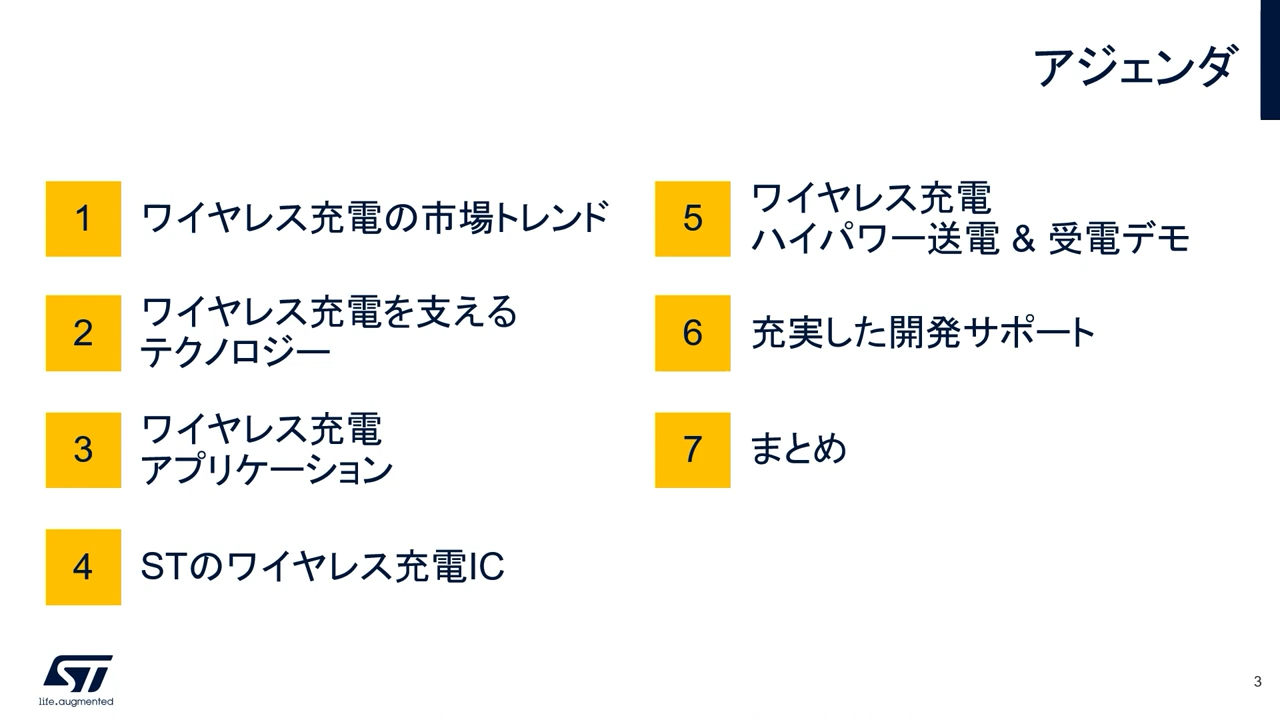 アジェンダ
1
ワイヤレス充電の市場トレンド
2
ワイヤレス充電を支える
テクノロジー
3
ワイヤレス充電
アプリケーション
4
STのワイヤレス充電IC
5
ワイヤレス充電
ハイパワー送電 & 受電デモ
6
充実した開発サポート
7
まとめ
ST
life.augmented
3